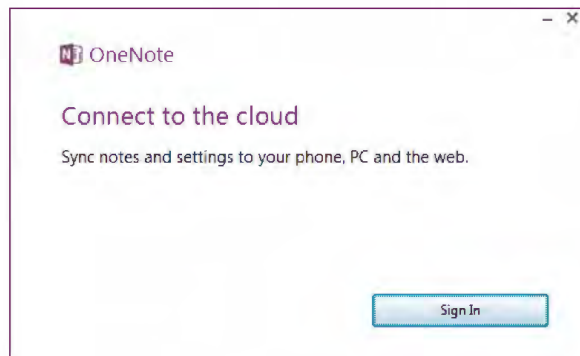 OneNote
Connect to the cloud
Sync notes and settings to your phone, PC and the web.
Sign In